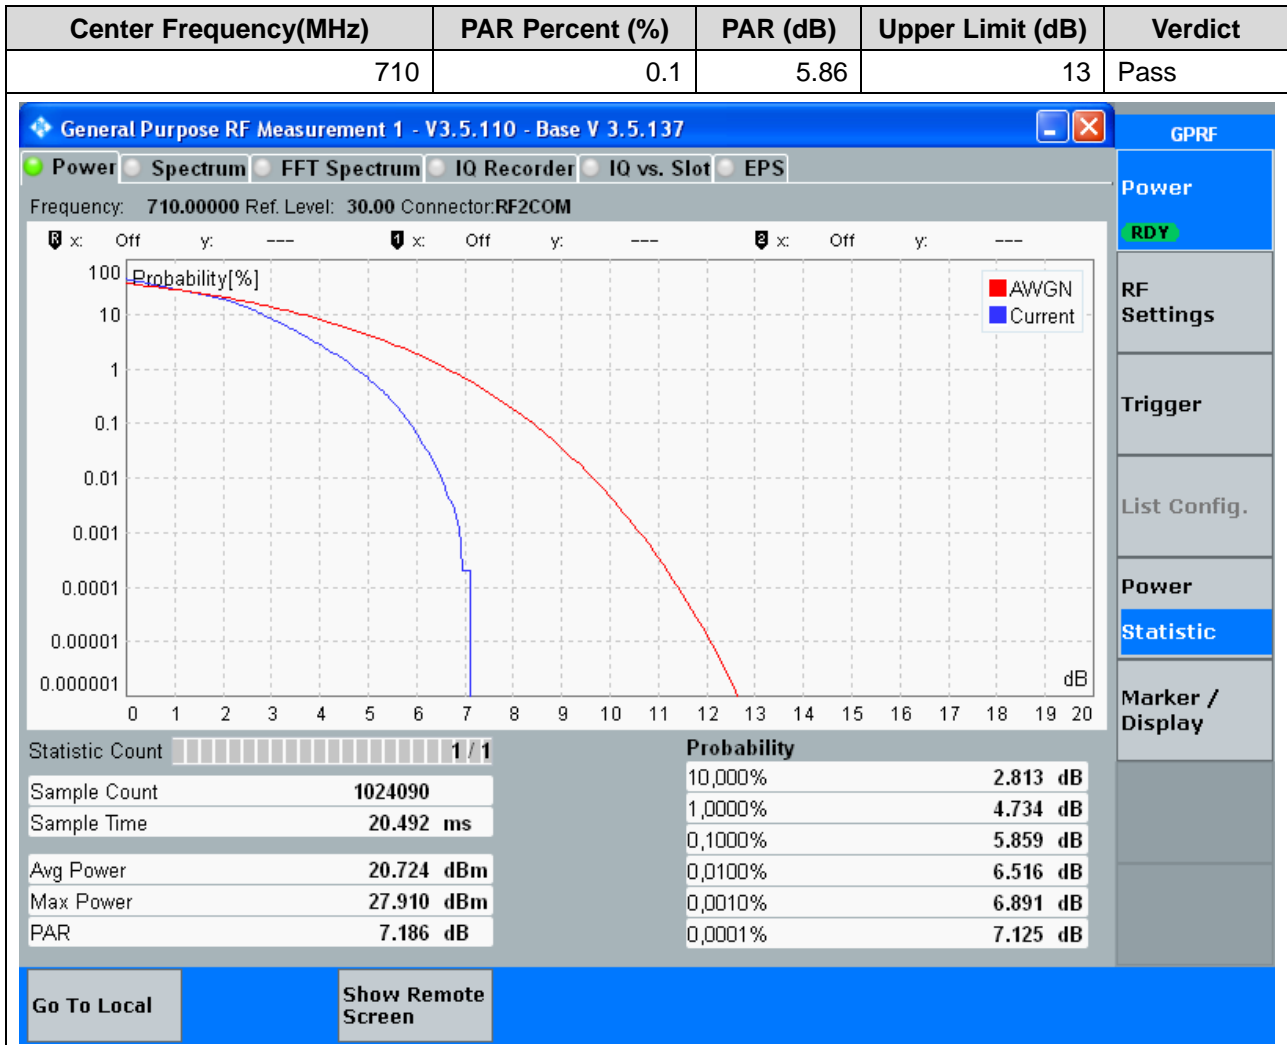 Center Frequency(MHz) PAR Percent (%) PAR (dB) Upper Limit (dB) Verdict
710 0.1 5.86 13 Pass
General Purpose RF Measurement 1 - V3.5.110 - Base V 3.5.137
GPRF
Power Spectrum FFT Spectrum IQ Recorder IQ vs. Slot EPS
Power
RDY
Frequency: 710.00000 Ref. Level: 30.00 Connector:RF2COM
R x: Off y: --- 1 x: Off y: --- 2 x: Off y: ---
100 Probability[%]
AWGN
Current
10
1
0.1
0.01
0.001
0.0001
0.00001
0.000001
dB
0 1 2 3 4 5 6 7 8 9 10 11 12 13 14 15 16 17 18 19 20
RF
Settings
Trigger
List Config.
Power
Statistic
Marker /
Display
Statistic Count 1 / 1
Sample Count 1024090
Sample Time 20.492 ms
Avg Power 20.724 dBm
Max Power 27.910 dBm
PAR 7.186 dB
Probability
10,000% 2.813 dB
1,0000% 4.734 dB
0,1000% 5.859 dB
0,0100% 6.516 dB
0,0010% 6.891 dB
0,0001% 7.125 dB
Go To Local
Show Remote
Screen